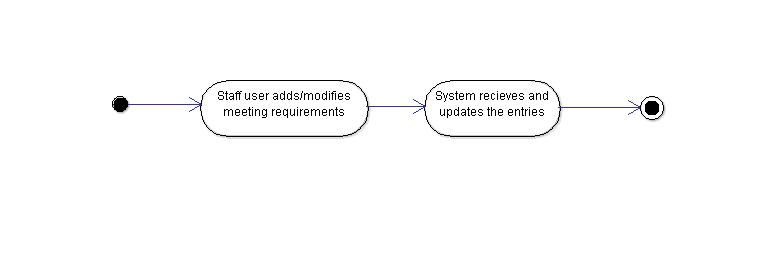 Staff user adds/modifies
meeting requirements
System recieves and
updates the entries